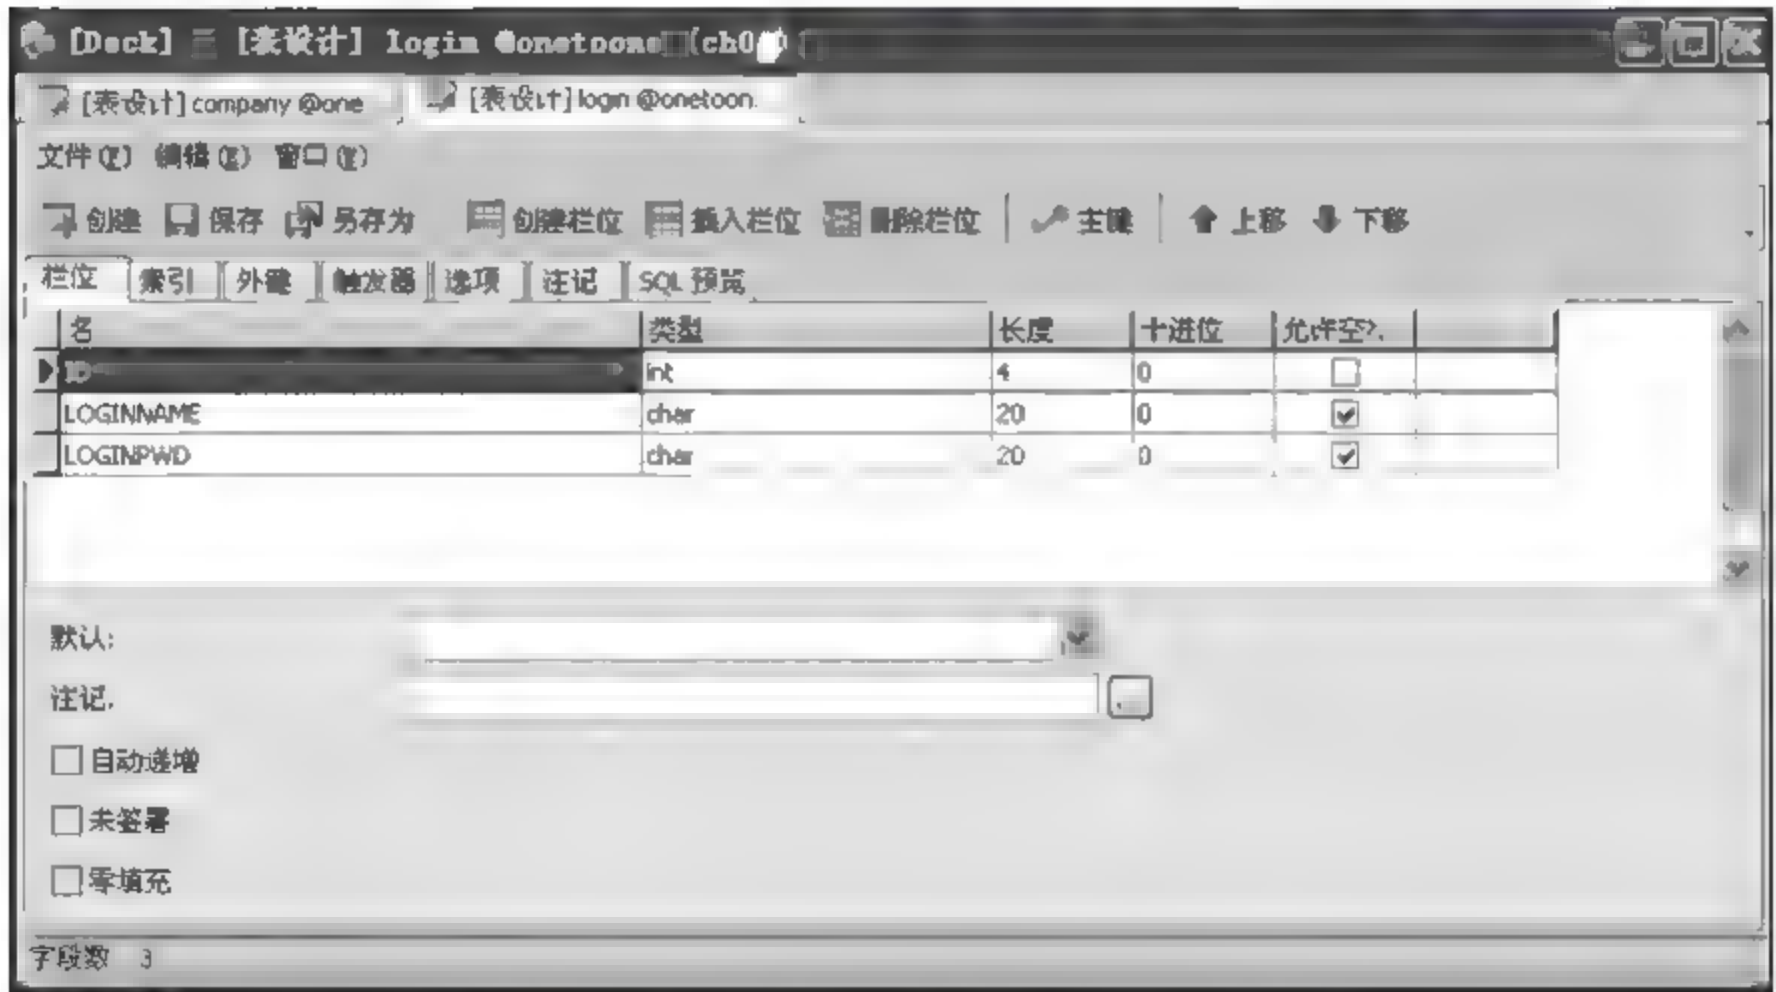 [Dock] [表设计] login @onetoone (ch0
[表设计] company @one [表设计] login @onetoon.
文件(F) 编辑(E) 窗口(W)
创建 保存 另存为 创建栏位 插入栏位 删除栏位 主键 上移 下移
栏位 索引 外键 触发器 选项 注记 SQL 预览
名 类型 长度 十进位 允许空?
ID int 4 0
LOGINNAME char 20 0
LOGINPWD char 20 0
默认:
注记:
自动递增
未签署
零填充
字段数 3